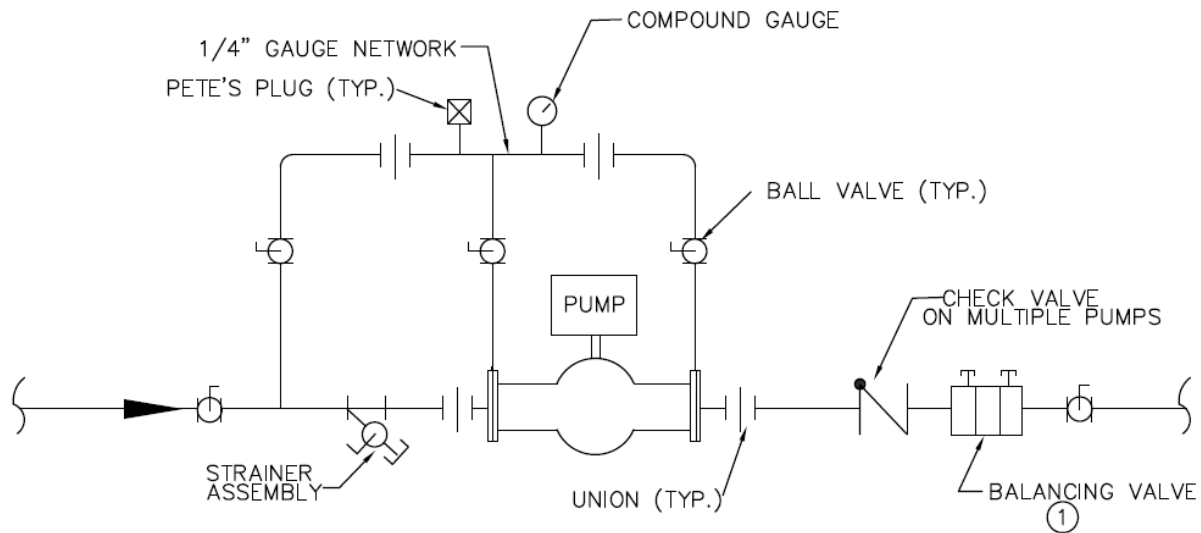 COMPOUND GAUGE
1/4" GAUGE NETWORK
PETE'S PLUG (TYP.)
BALL VALVE (TYP.)
PUMP
CHECK VALVE
ON MULTIPLE PUMPS
STRAINER
ASSEMBLY
UNION (TYP.)
BALANCING VALVE
1